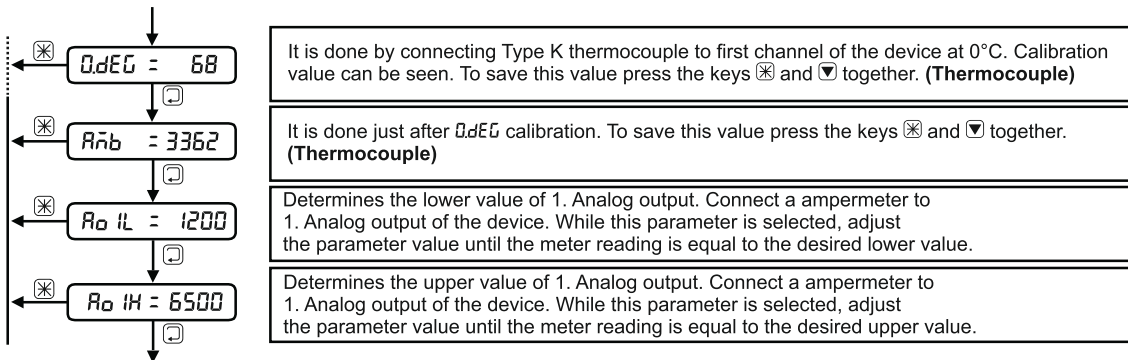 0.dEG = 68
It is done by connecting Type K thermocouple to first channel of the device at 0°C. Calibration
value can be seen. To save this value press the keys and together. (Thermocouple)
Amb = 3362
It is done just after 0.dEG calibration. To save this value press the keys and together.
(Thermocouple)
Ao1L = 1200
Determines the lower value of 1. Analog output. Connect a ampermeter to
1. Analog output of the device. While this parameter is selected, adjust
the parameter value until the meter reading is equal to the desired lower value.
Ao1H = 6500
Determines the upper value of 1. Analog output. Connect a ampermeter to
1. Analog output of the device. While this parameter is selected, adjust
the parameter value until the meter reading is equal to the desired upper value.